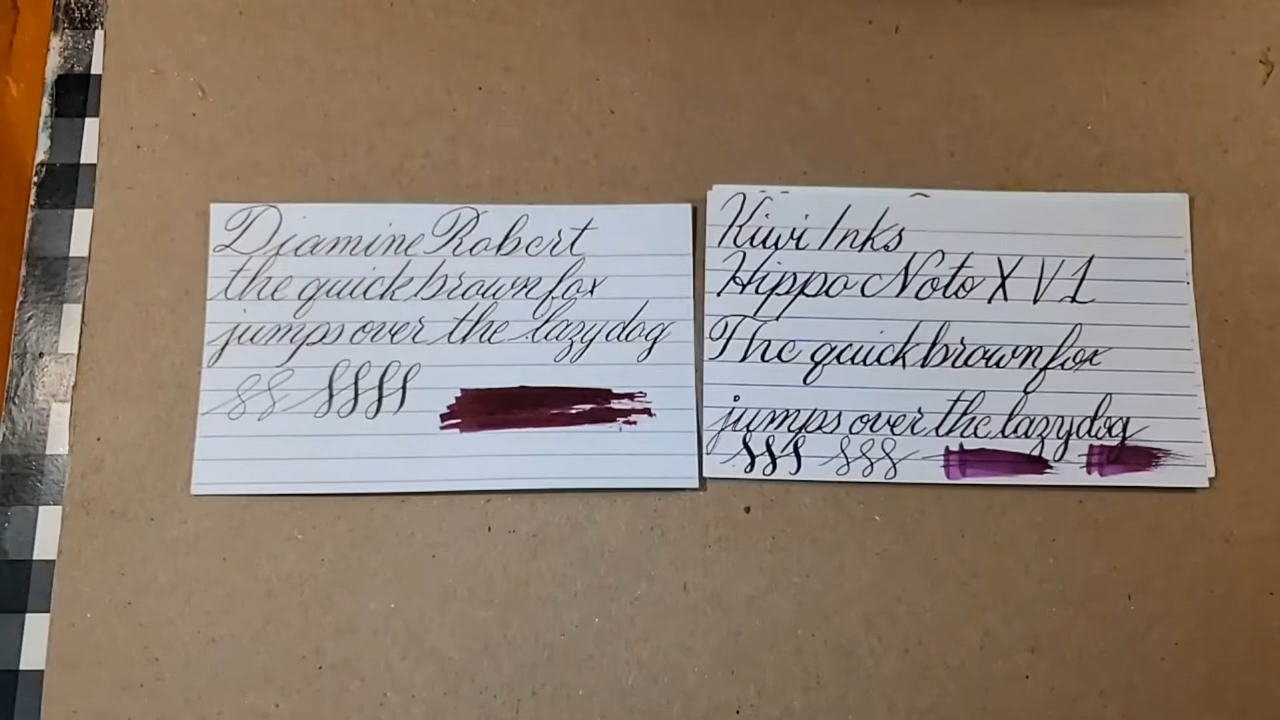 Diamine Robert
the quick brown fox
jumps over the lazy dog
Kiwi Inks
Hippo Noto X V1
The quick brown fox
jumps over the lazy dog